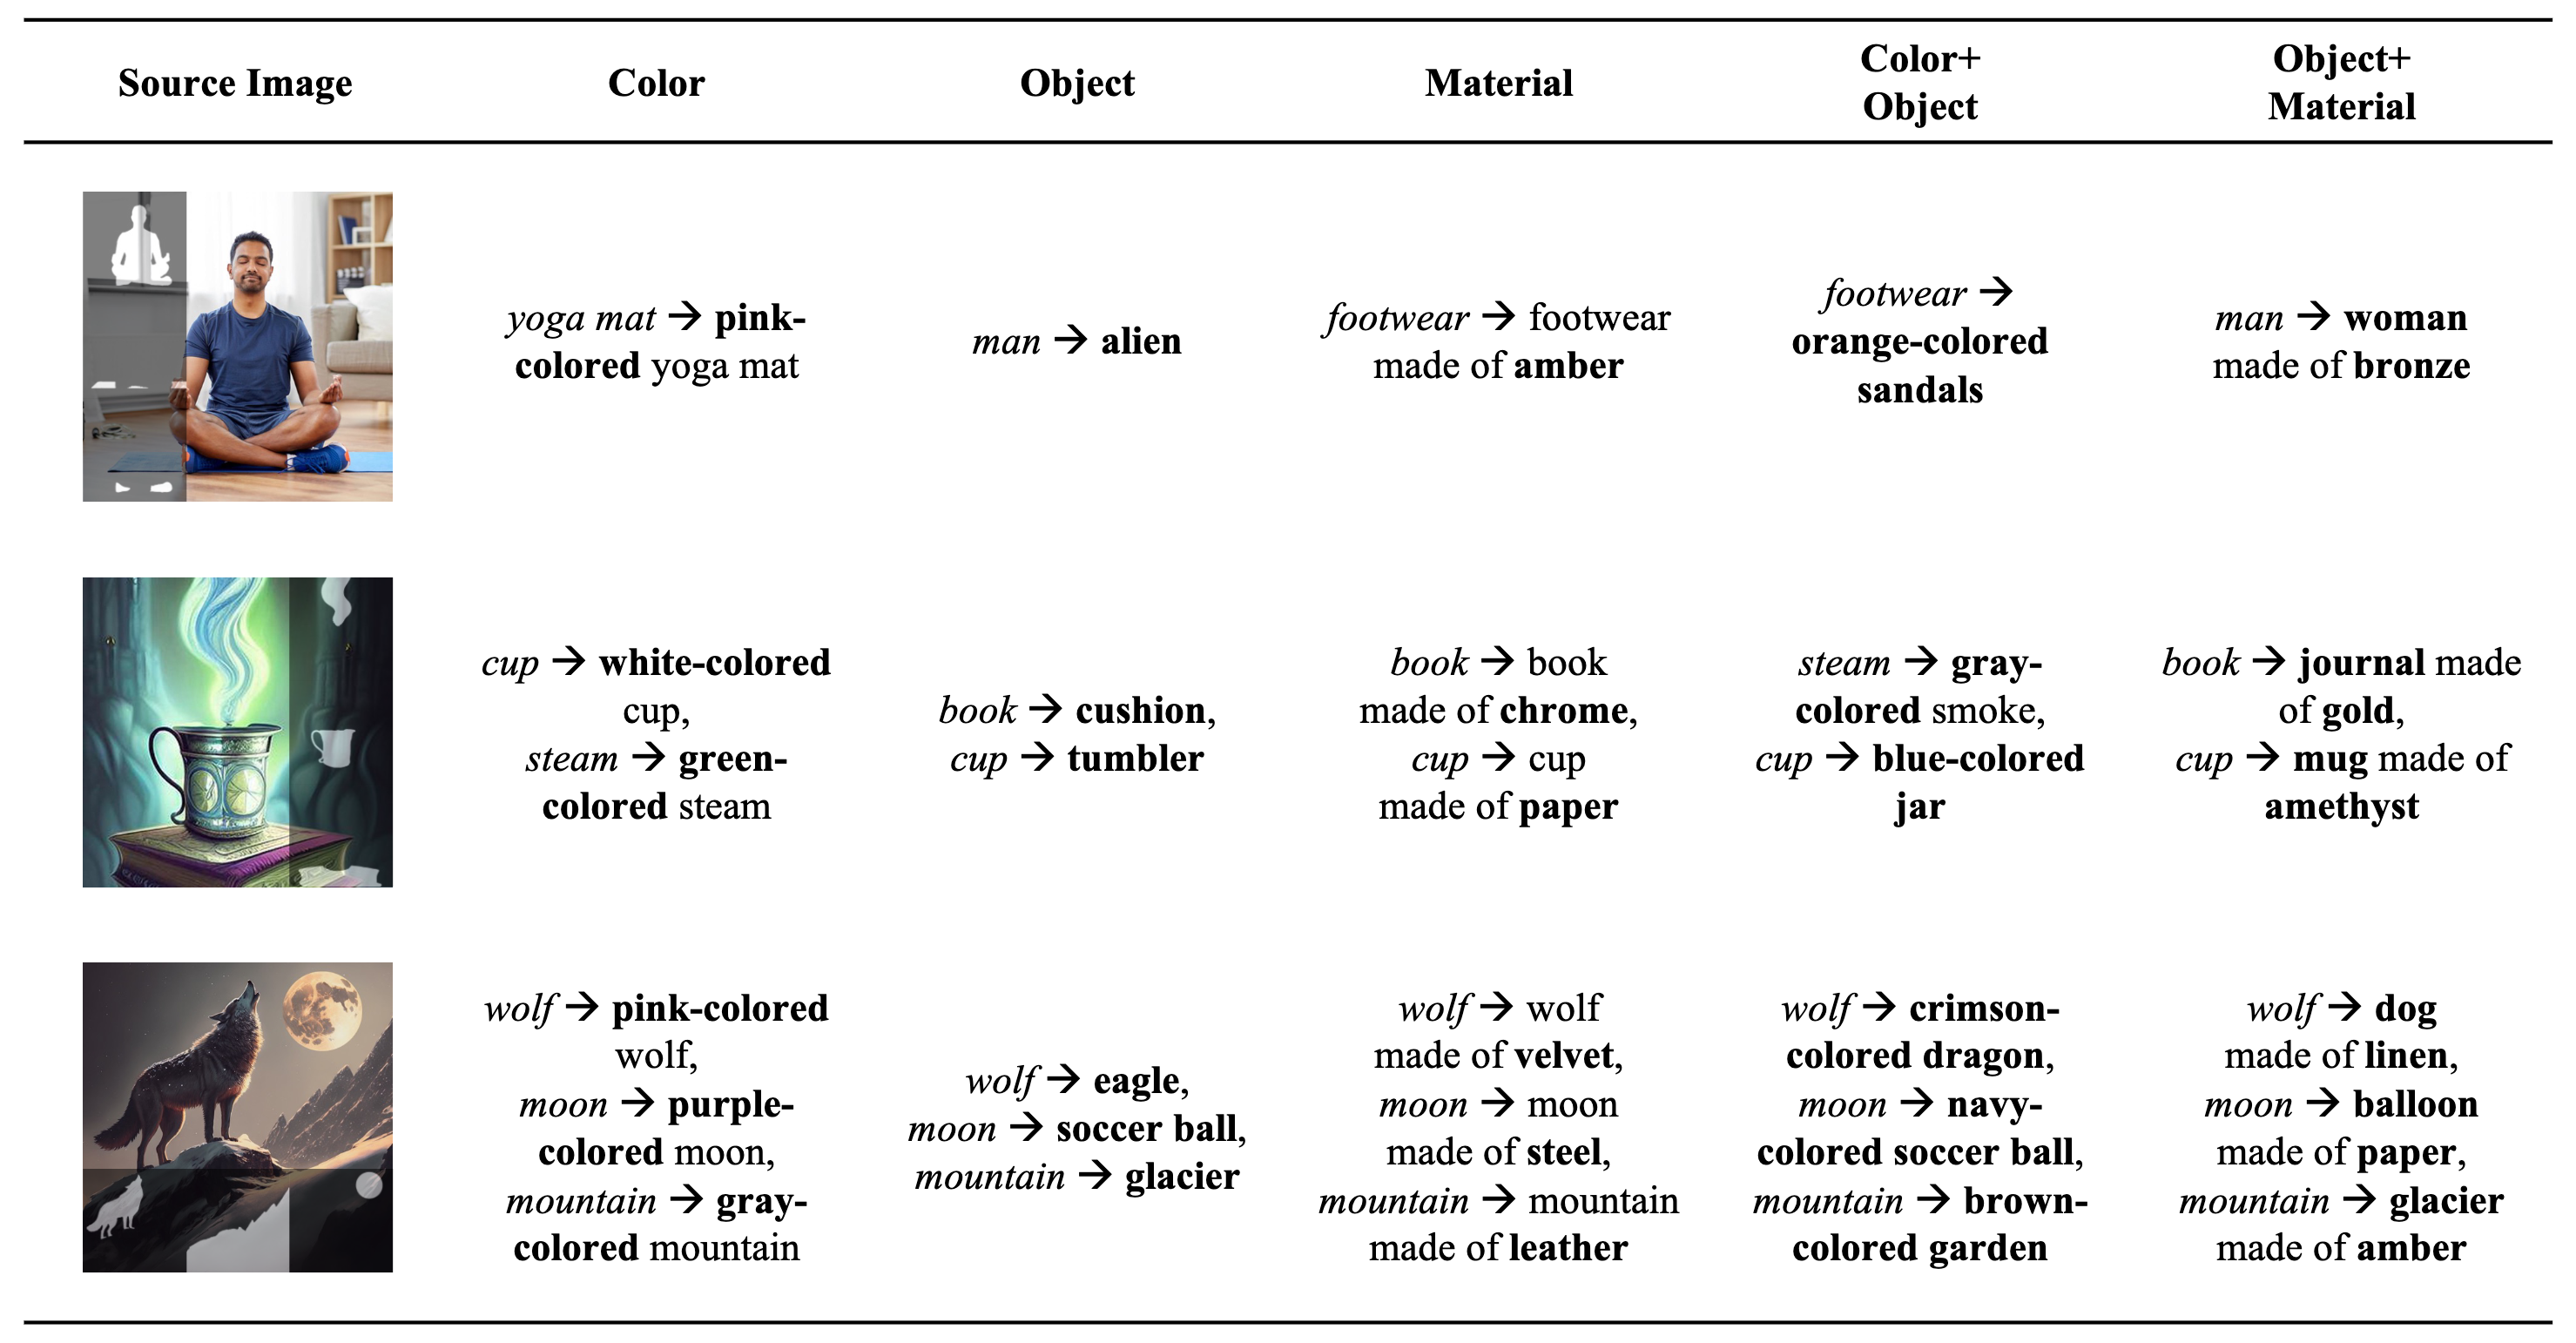 Source Image
Color
Object
Material
Color+
Object
Object+
Material
yoga mat → pink-
colored yoga mat
man → alien
footwear → footwear
made of amber
footwear →
orange-colored
sandals
man → woman
made of bronze
cup → white-colored
cup,
steam → green-
colored steam
book → cushion,
cup → tumbler
book → book
made of chrome,
cup → cup
made of paper
steam → gray-
colored smoke,
cup → blue-colored
jar
book → journal made
of gold,
cup → mug made of
amethyst
wolf → pink-colored
wolf,
moon → purple-
colored moon,
mountain → gray-
colored mountain
wolf → eagle,
moon → soccer ball,
mountain → glacier
wolf → wolf
made of velvet,
moon → moon
made of steel,
mountain → mountain
made of leather
wolf → crimson-
colored dragon,
moon → navy-
colored soccer ball,
mountain → brown-
colored garden
wolf → dog
made of linen,
moon → balloon
made of paper,
mountain → glacier
made of amber